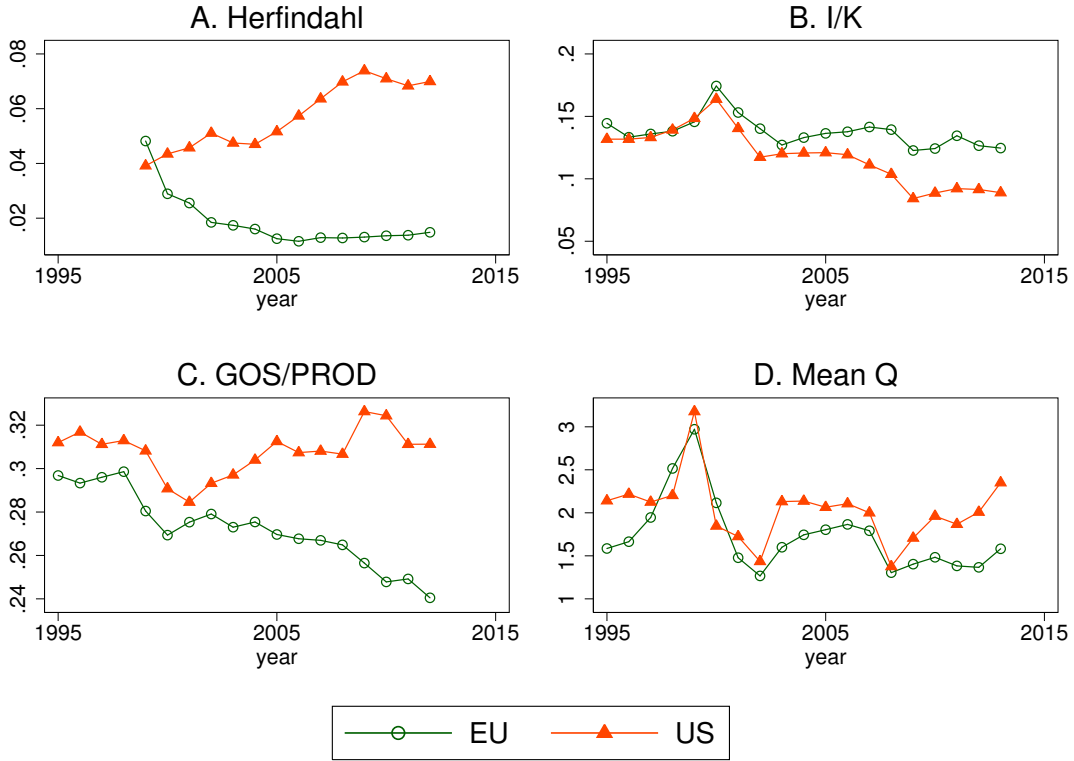 A. Herfindahl
.08
.06
.04
.02
1995 2005 2015
year
B. I/K
.2
.15
.1
.05
1995 2005 2015
year
C. GOS/PROD
.32
.3
.28
.26
.24
1995 2005 2015
year
D. Mean Q
3
2.5
2
1.5
1
1995 2005 2015
year
EU US